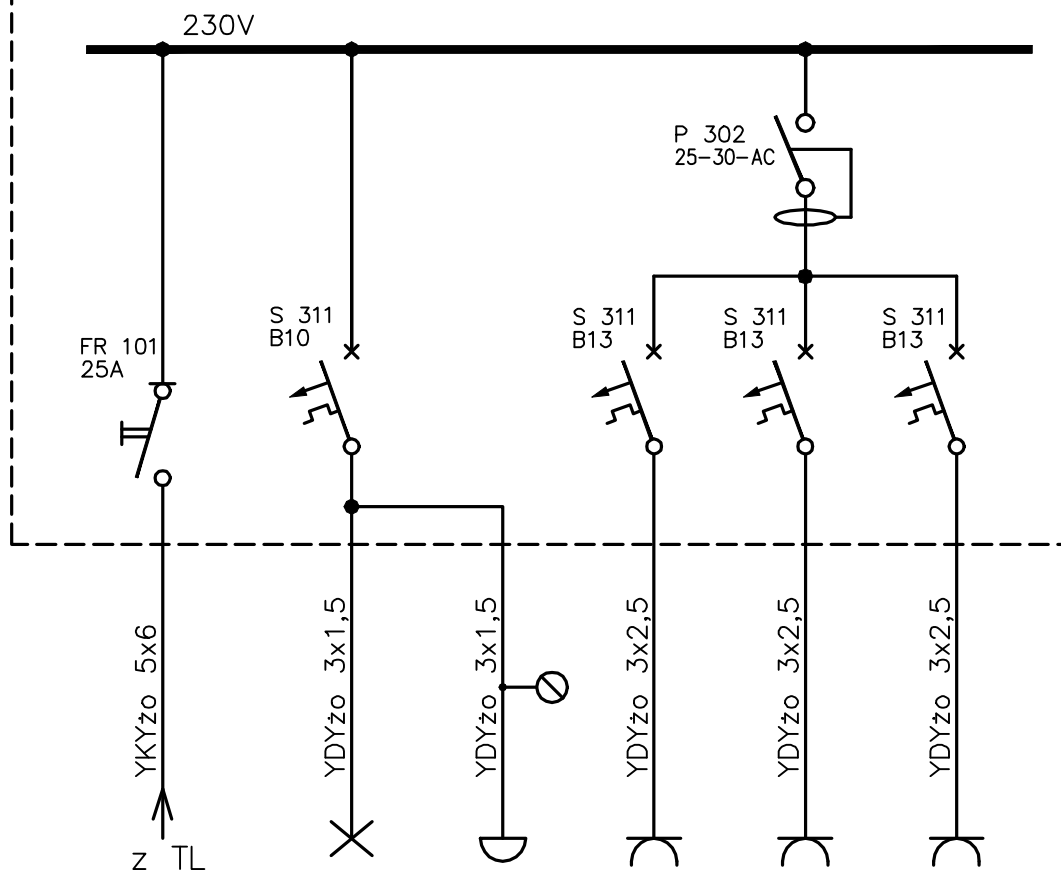 230V
P 302
25-30-AC
S 311
B10
S 311
B13
S 311
B13
S 311
B13
FR 101
25A
YKYżo 5x6
YDYżo 3x1,5
YDYżo 3x1,5
YDYżo 3x2,5
YDYżo 3x2,5
YDYżo 3x2,5
z TL